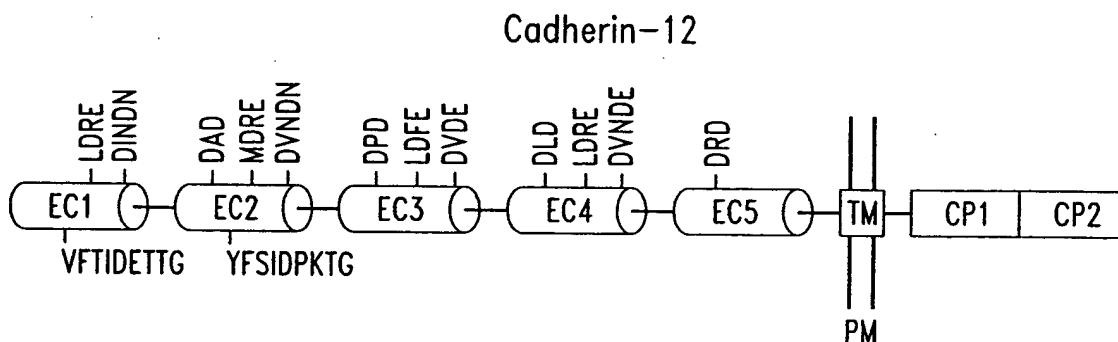 Cadherin-12
LDRE
DINDN
DAD
MDRE
DVNDN
DPD
LDFE
DVDE
DLD
LDRE
DVNDE
DRD
EC1
EC2
EC3
EC4
EC5
TM
CP1
CP2
VFTIDETTG
YFSIDPKTG
PM